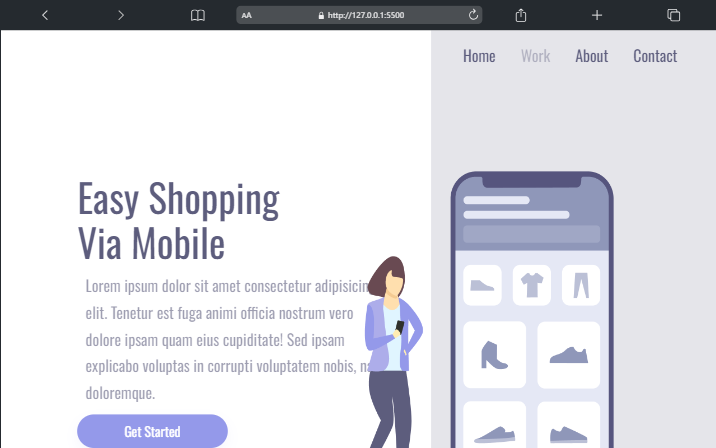 AA http://127.0.0.1:5500
Home Work About Contact
Easy Shopping
Via Mobile
Lorem ipsum dolor sit amet consectetur adipisicin
elit. Tenetur est fuga animi officia nostrum vero
dolore ipsam quam eius cupiditate! Sed ipsam
explicabo voluptas in corrupti voluptatem nobis,
doloremque.
Get Started